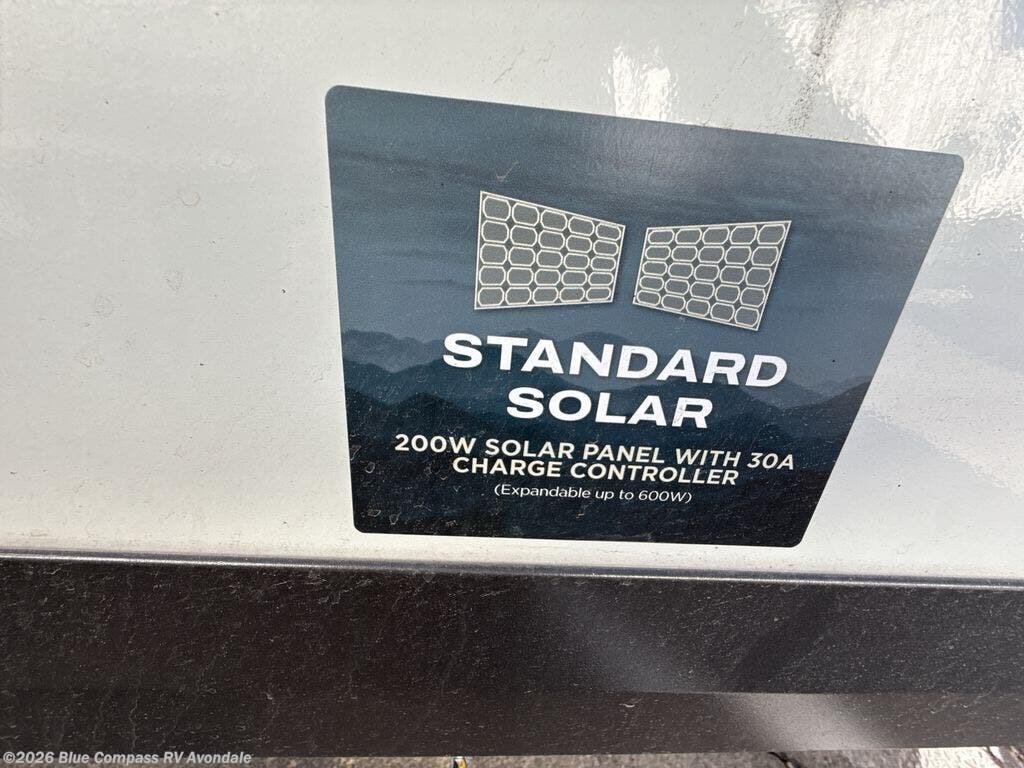 STANDARD
SOLAR
200W SOLAR PANEL WITH 30A
CHARGE CONTROLLER
(Expandable up to 600W)
©2026 Blue Compass RV Avondale